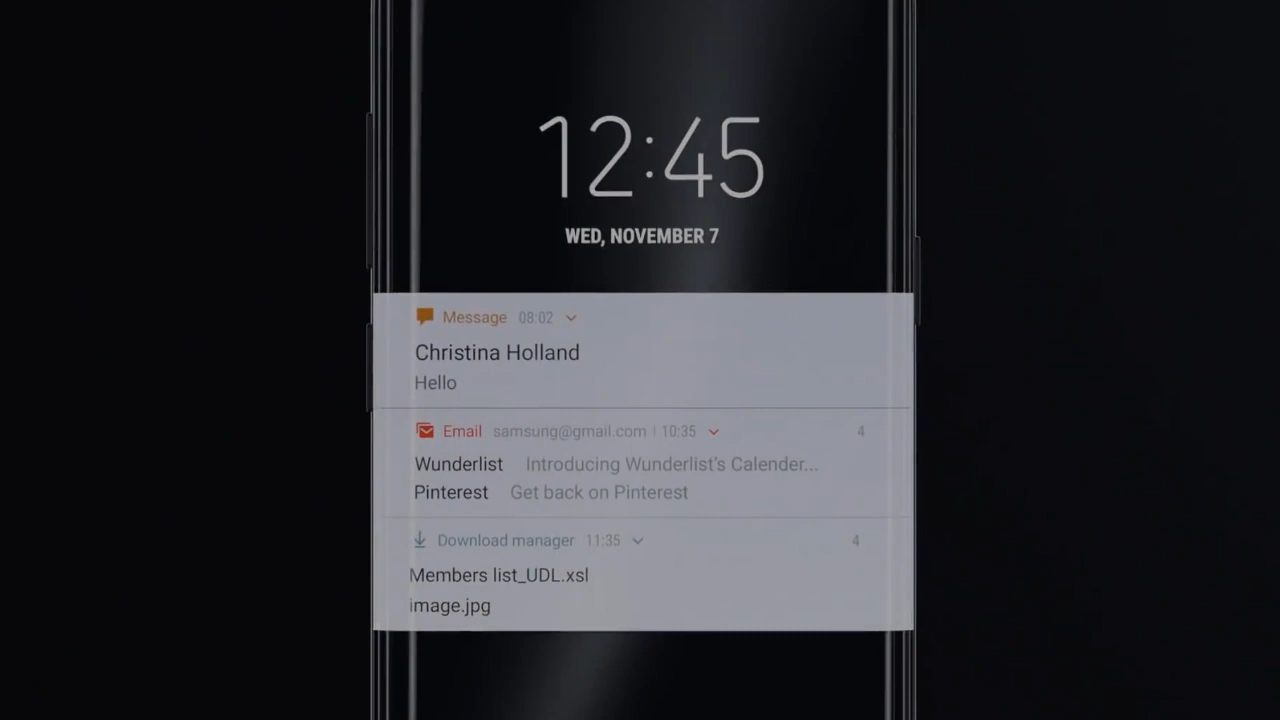 12:45
WED, NOVEMBER 7
Message 08:02
Christina Holland
Hello
Email samsung@gmail.com | 10:35 4
Wunderlist Introducing Wunderlist's Calender...
Pinterest Get back on Pinterest
Download manager 11:35 4
Members list_UDL.xsl
image.jpg